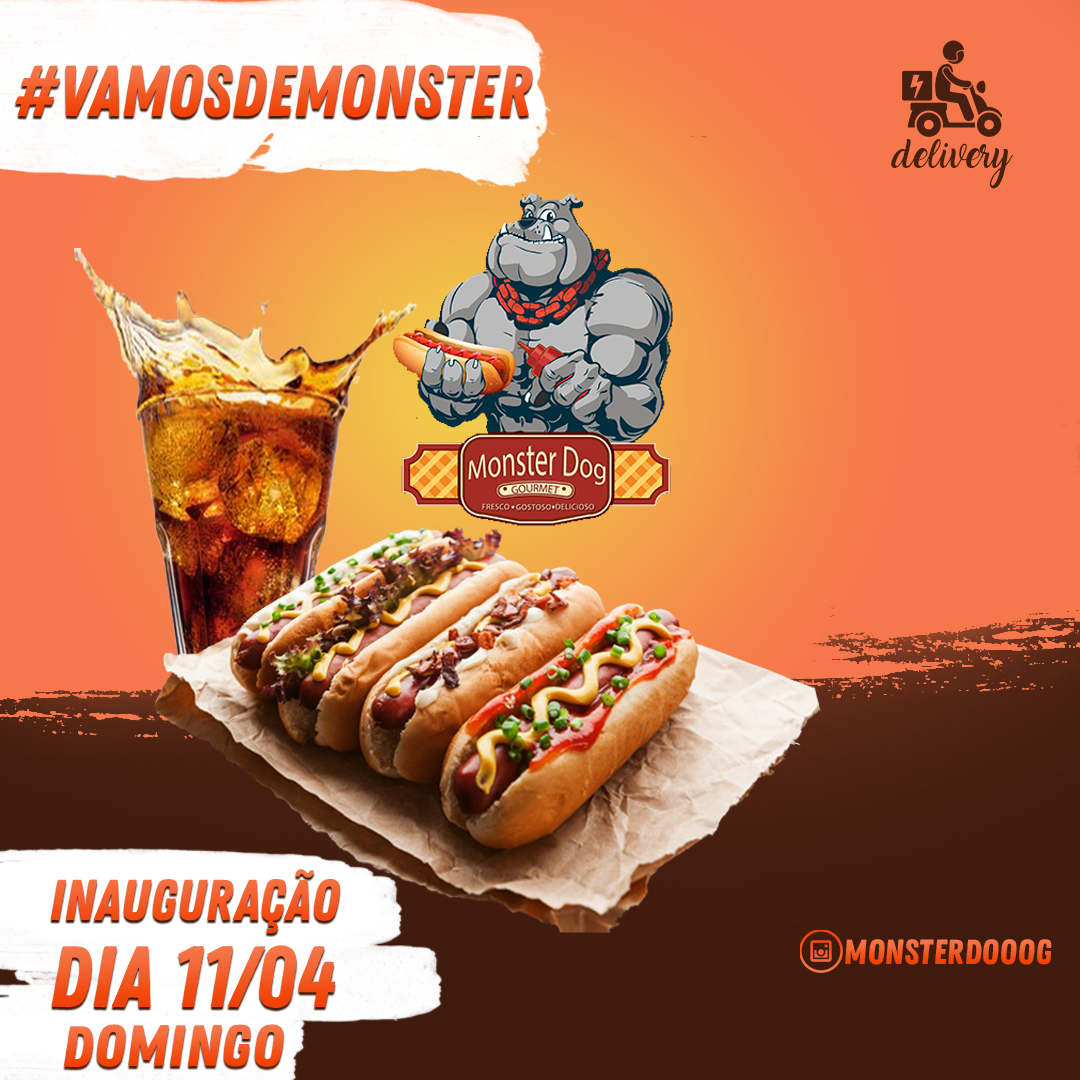 #VAMOSDEMONSTER
delivery
Monster Dog
GOURMET
FRESCO•GOSTOSO•DELICIOSO
INAUGURAÇÃO
DIA 11/04
DOMINGO
MONSTERDOOOG